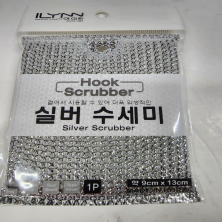 ILYNN
Hook
Scrubber
걸어서 사용할 수 있어 더욱 위생적인
실버 수세미
Silver Scrubber
1P
약 9cm x 13cm